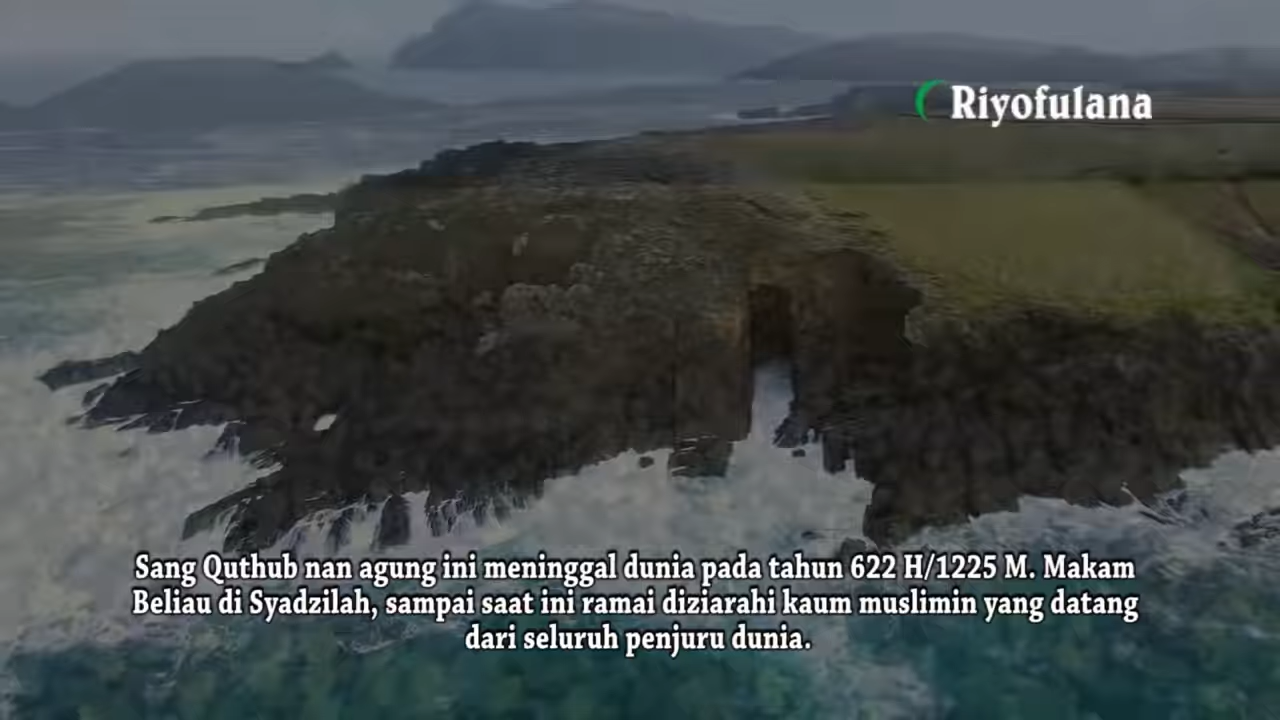 Riyofulana
Sang Quthub nan agung ini meninggal dunia pada tahun 622 H/1225 M. Makam
Beliau di Syadzilah, sampai saat ini ramai diziarahi kaum muslimin yang datang
dari seluruh penjuru dunia.